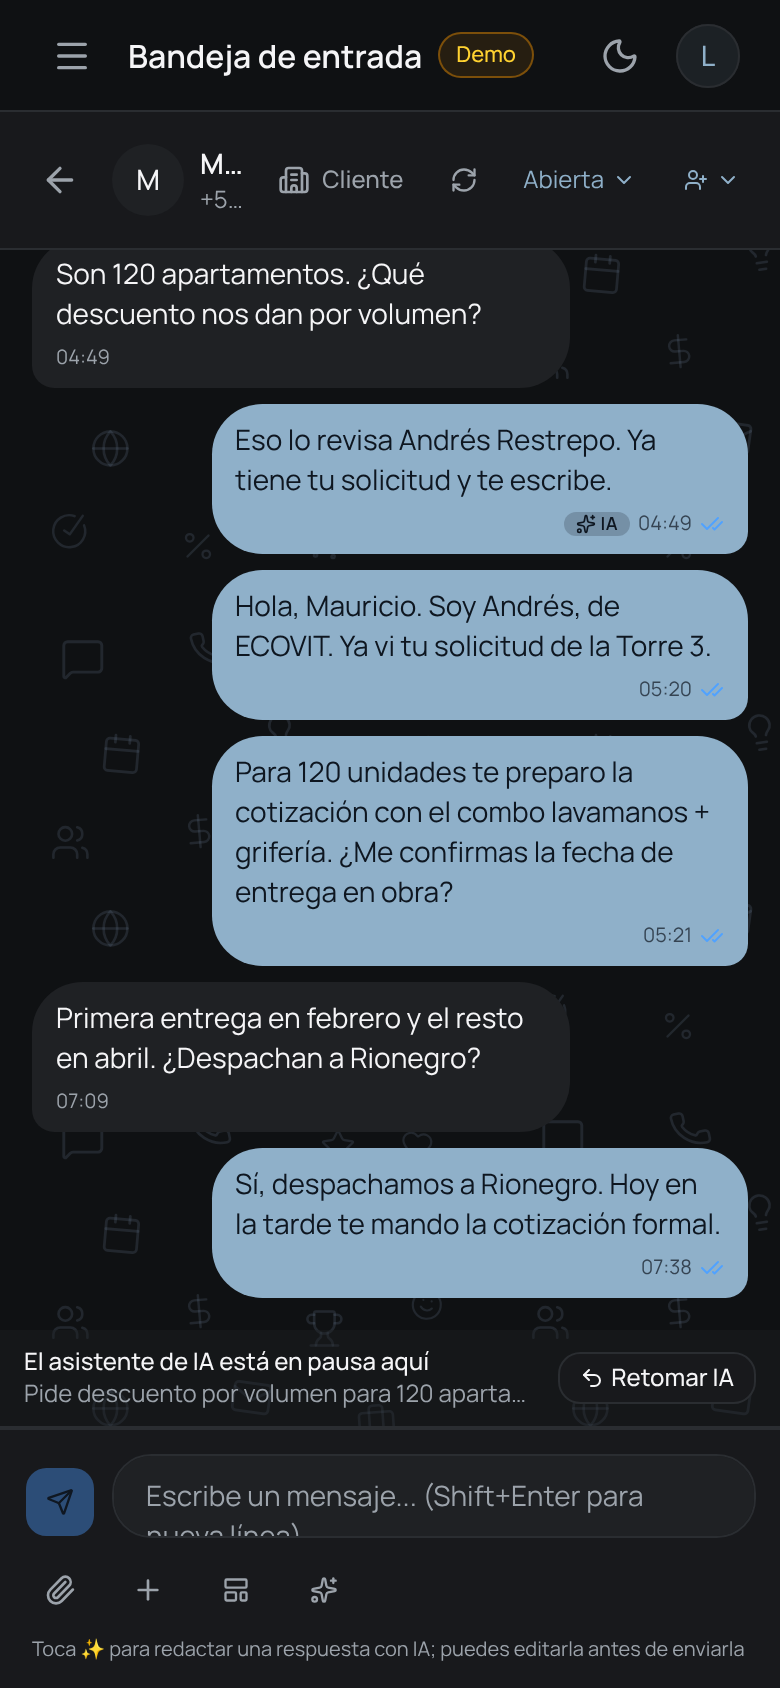 Bandeja de entrada
Demo
L
M
M...
+5...
Cliente
Abierta
Son 120 apartamentos. ¿Qué
descuento nos dan por volumen?
04:49
Eso lo revisa Andrés Restrepo. Ya
tiene tu solicitud y te escribe.
IA 04:49
Hola, Mauricio. Soy Andrés, de
ECOVIT. Ya vi tu solicitud de la Torre 3.
05:20
Para 120 unidades te preparo la
cotización con el combo lavamanos +
grifería. ¿Me confirmas la fecha de
entrega en obra?
05:21
Primera entrega en febrero y el resto
en abril. ¿Despachan a Rionegro?
07:09
Sí, despachamos a Rionegro. Hoy en
la tarde te mando la cotización formal.
07:38
El asistente de IA está en pausa aquí
Pide descuento por volumen para 120 aparta...
Retomar IA
Escribe un mensaje... (Shift+Enter para
nueva línea)
Toca ✨ para redactar una respuesta con IA; puedes editarla antes de enviarla